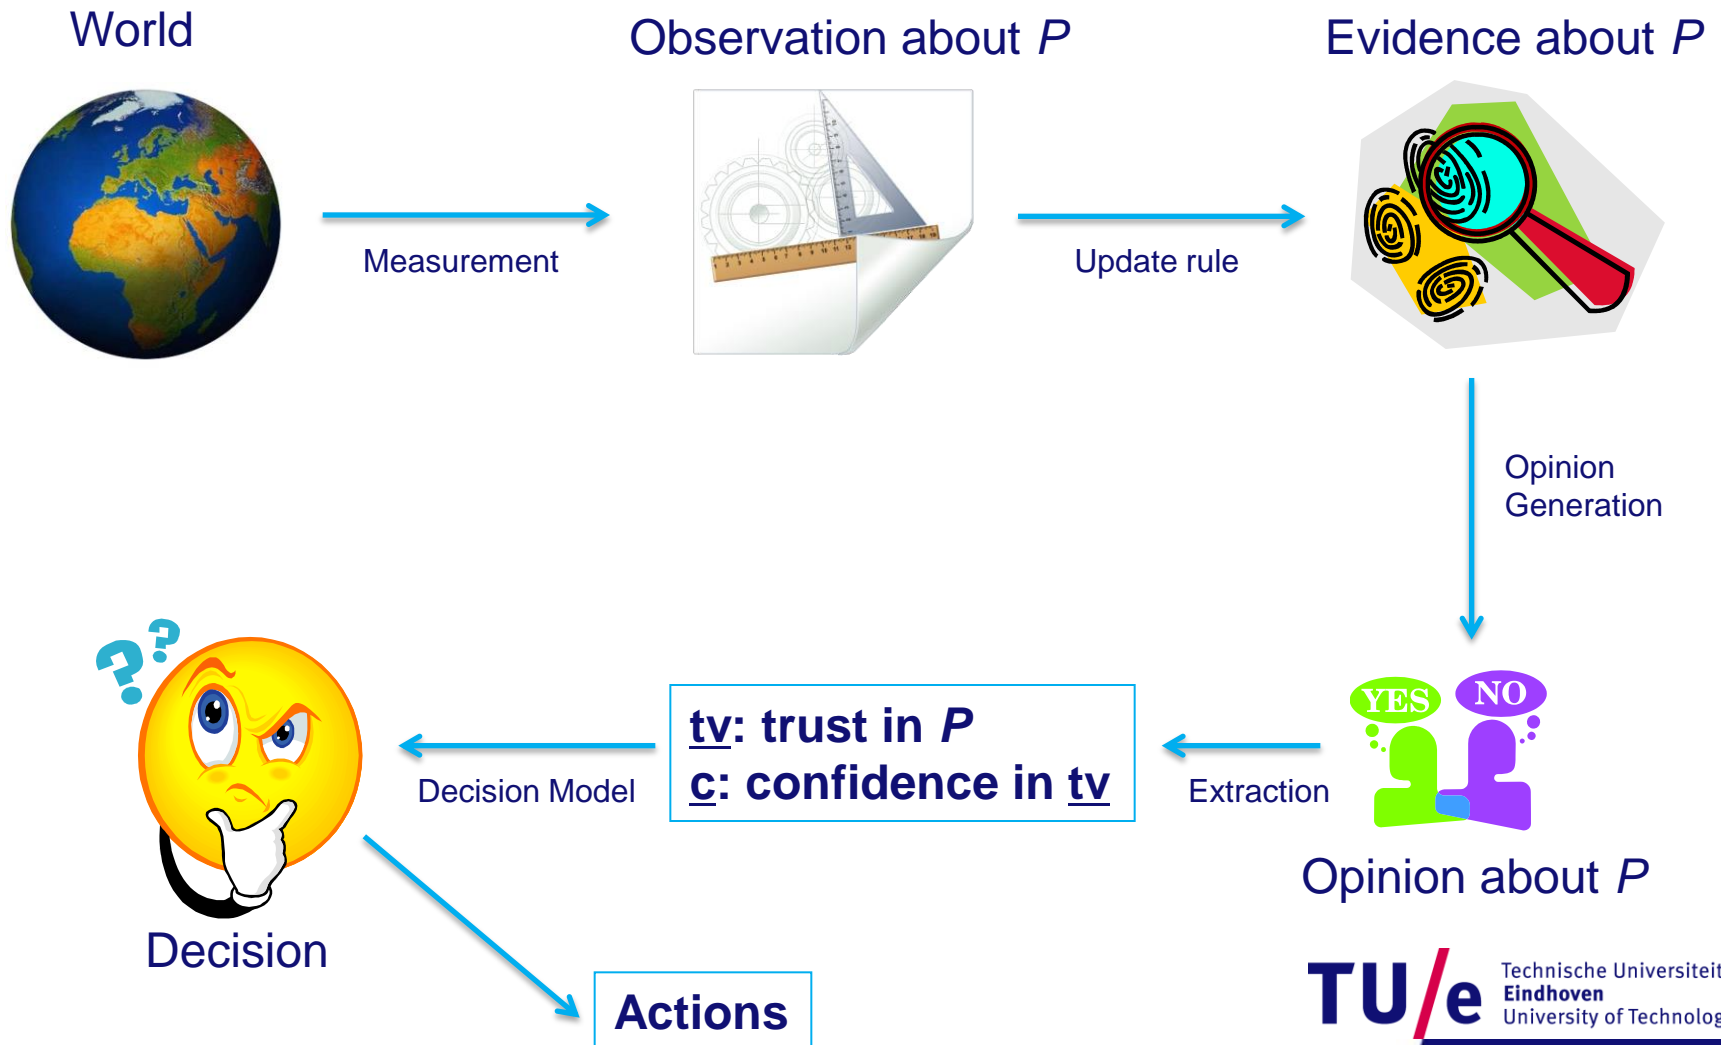 World
Observation about P
Evidence about P
Measurement
Update rule
Opinion
Generation
YES
NO
??
tv: trust in P
c: confidence in tv
Decision Model
Extraction
Opinion about P
Decision
Actions
TU/e
Technische Universiteit
Eindhoven
University of Technolog